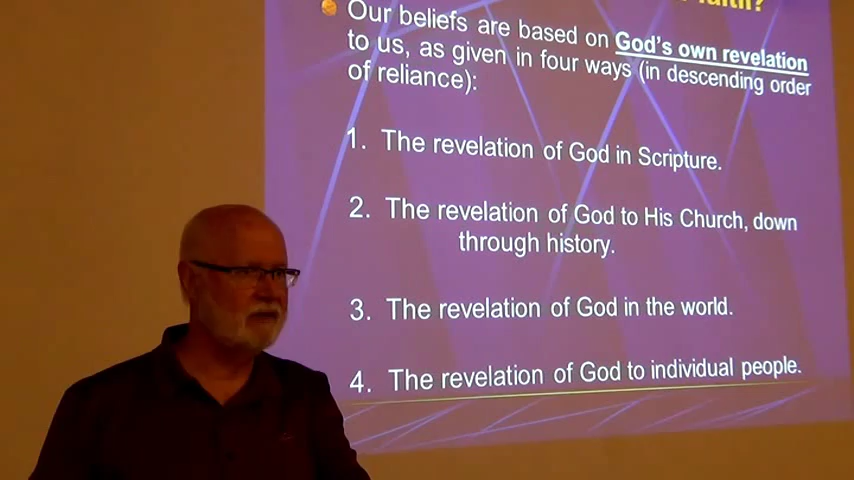 faith?
Our beliefs are based on God's own revelation
to us, as given in four ways (in descending order
of reliance):
1. The revelation of God in Scripture.
2. The revelation of God to His Church, down
through history.
3. The revelation of God in the world.
4. The revelation of God to individual people.